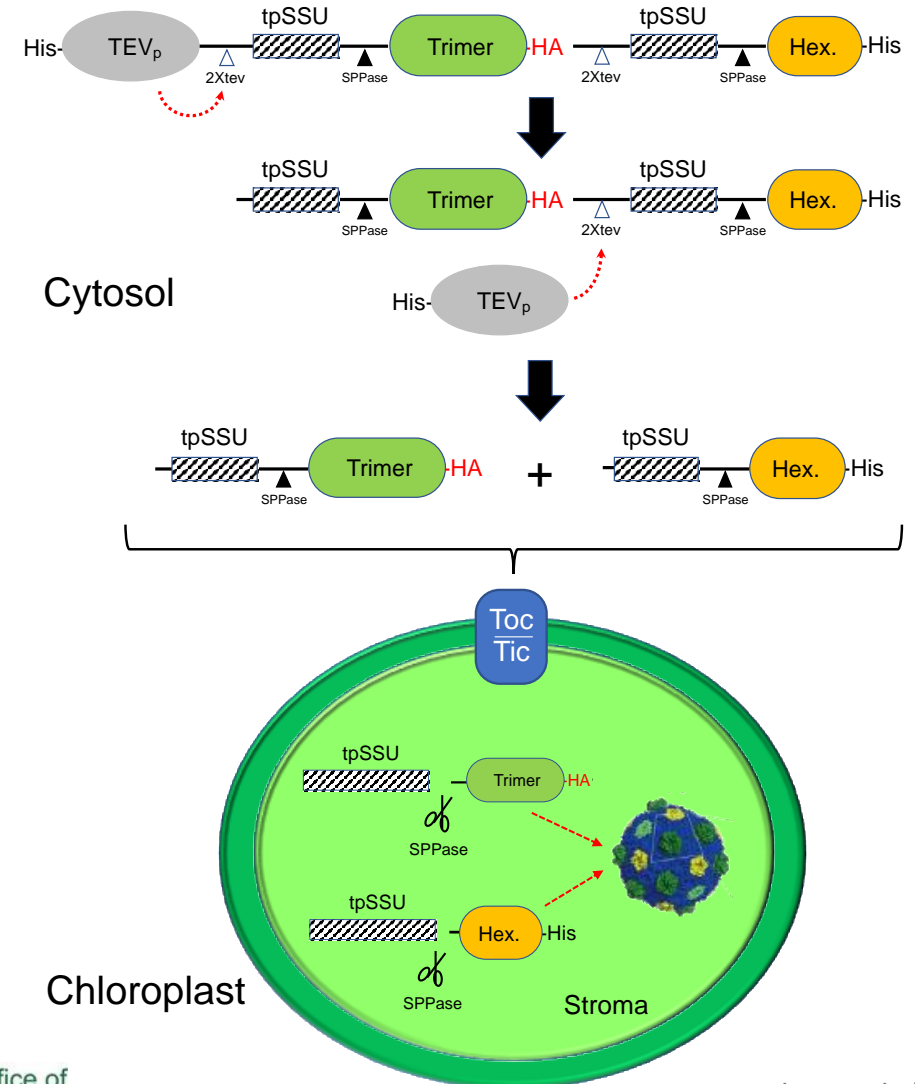 tpSSU tpSSU
His- TEVp Trimer -HA Hex. -His
2Xtev SPPase 2Xtev SPPase
tpSSU tpSSU
Trimer -HA Hex. -His
SPPase 2Xtev SPPase
Cytosol
His- TEVp
tpSSU tpSSU
Trimer -HA + Hex. -His
SPPase SPPase
Toc
Tic
tpSSU
Trimer -HA
SPPase
tpSSU
Hex. -His
SPPase
Chloroplast
Stroma